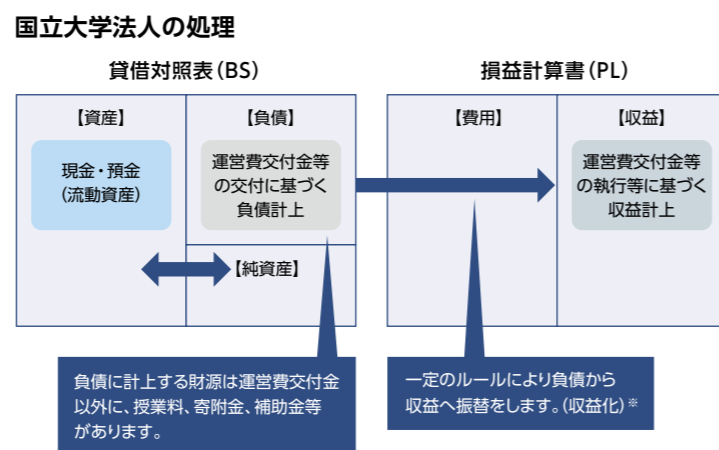 国立大学法人の処理
貸借対照表(BS)
【資産】
現金・預金
(流動資産)
【負債】
運営費交付金等
の交付に基づく
負債計上
【純資産】
損益計算書(PL)
【費用】
【収益】
運営費交付金等
の執行等に基づく
収益計上
負債に計上する財源は運営費交付金
以外に、授業料、寄附金、補助金等
があります。
一定のルールにより負債から
収益へ振替をします。(収益化)※